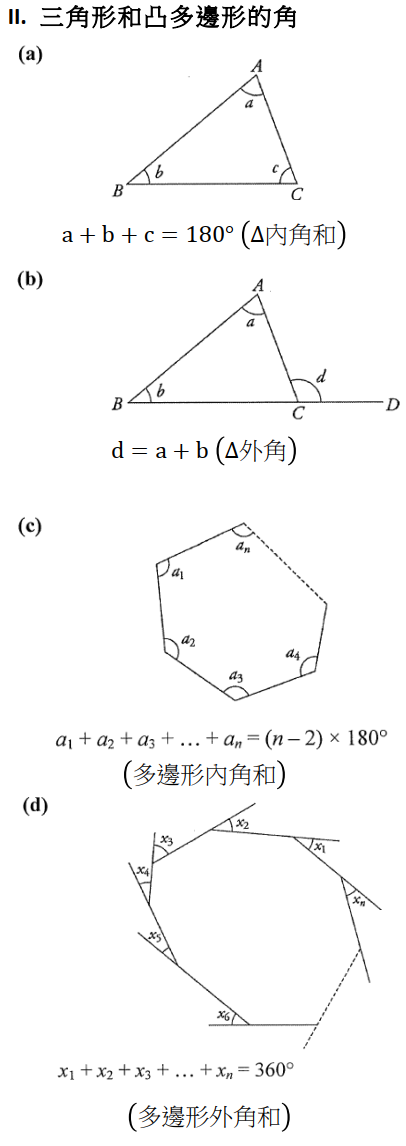 II. 三角形和凸多邊形的角
(a)
A
a
b
c
B
C
a + b + c = 180° (Δ內角和)
(b)
A
a
b
d
B
C
D
d = a + b (Δ外角)
(c)
aₙ
a₁
a₂
a₄
a₃
a₁ + a₂ + a₃ + … + aₙ = (n – 2) × 180°
(多邊形內角和)
(d)
x₂
x₃
x₁
x₄
xₙ
x₅
x₆
x₁ + x₂ + x₃ + … + xₙ = 360°
(多邊形外角和)